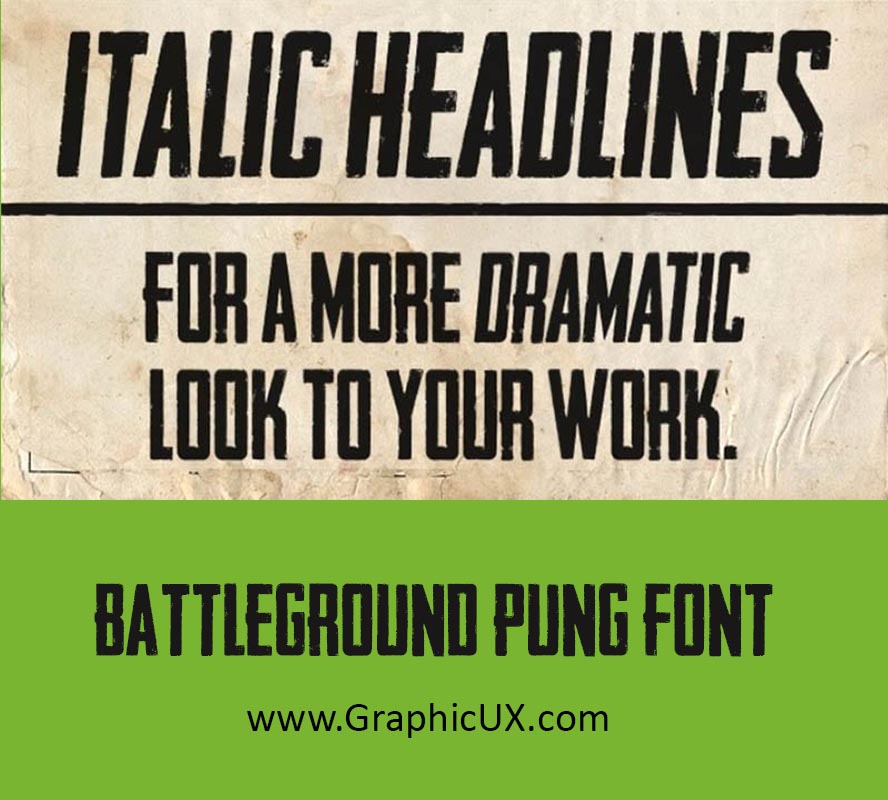 ITALIC HEADLINES
FOR A MORE DRAMATIC
LOOK TO YOUR WORK.
BATTLEGROUND PUNG FONT
www.GraphicUX.com